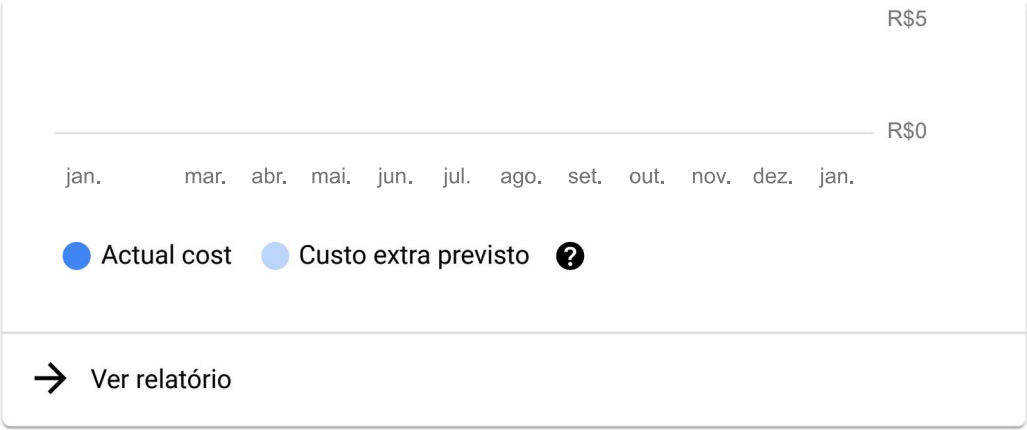 R$5
R$0
jan. mar. abr. mai. jun. jul. ago. set. out. nov. dez. jan.
Actual cost Custo extra previsto ?
Ver relatório